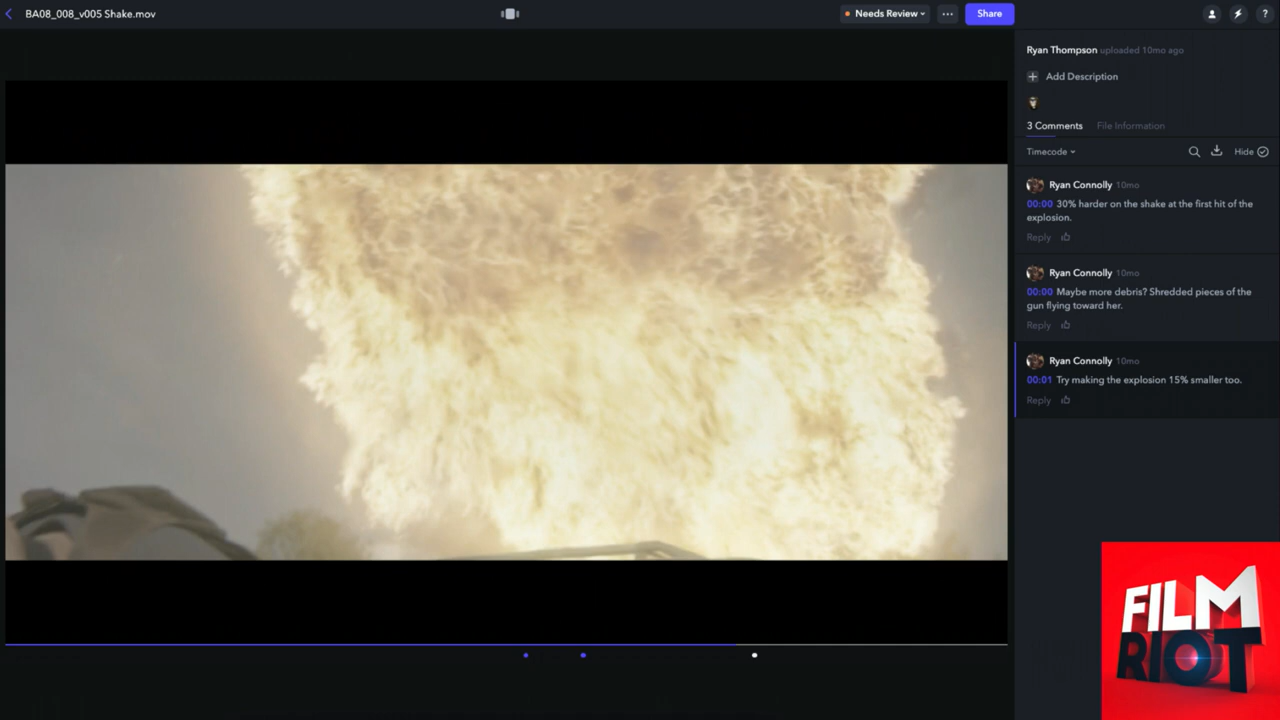 BA08_008_v005 Shake.mov
Needs Review
Share
?
Ryan Thompson uploaded 10mo ago
Add Description
3 Comments File Information
Timecode
Hide
Ryan Connolly 10mo
00:00 30% harder on the shake at the first hit of the
explosion.
Reply
Ryan Connolly 10mo
00:00 Maybe more debris? Shredded pieces of the
gun flying toward her.
Reply
Ryan Connolly 10mo
00:01 Try making the explosion 15% smaller too.
Reply
FILM
RIOT